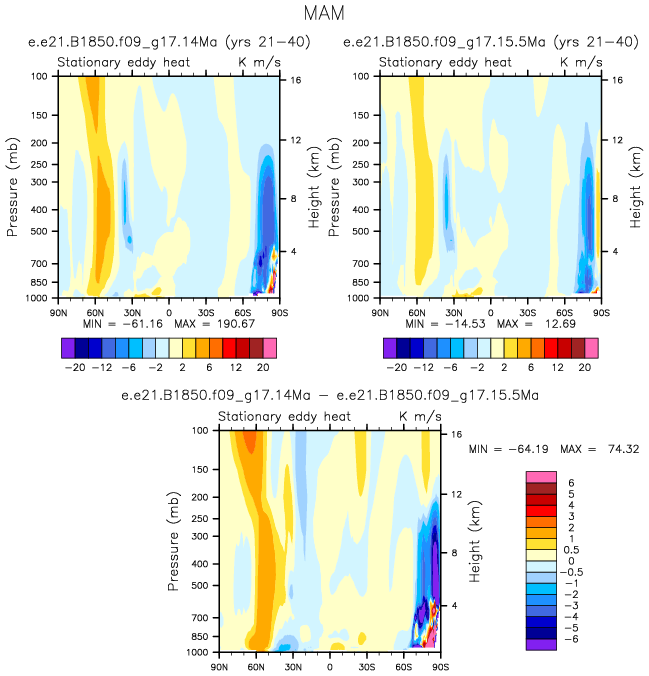 MAM
e.e21.B1850.f09_g17.14Ma (yrs 21-40)
Stationary eddy heat K m/s
100
150
200
250
300
400
500
700
850
1000
Pressure (mb)
16
12
8
4
Height (km)
90N 60N 30N 0 30S 60S 90S
MIN = -61.16 MAX = 190.67
-20 -12 -6 -2 2 6 12 20
e.e21.B1850.f09_g17.15.5Ma (yrs 21-40)
Stationary eddy heat K m/s
100
150
200
250
300
400
500
700
850
1000
Pressure (mb)
16
12
8
4
Height (km)
90N 60N 30N 0 30S 60S 90S
MIN = -14.53 MAX = 12.69
-20 -12 -6 -2 2 6 12 20
e.e21.B1850.f09_g17.14Ma - e.e21.B1850.f09_g17.15.5Ma
Stationary eddy heat K m/s
100
150
200
250
300
400
500
700
850
1000
Pressure (mb)
16
12
8
4
Height (km)
90N 60N 30N 0 30S 60S 90S
MIN = -64.19 MAX = 74.32
6
5
4
3
2
1
0.5
0
-0.5
-1
-2
-3
-4
-5
-6